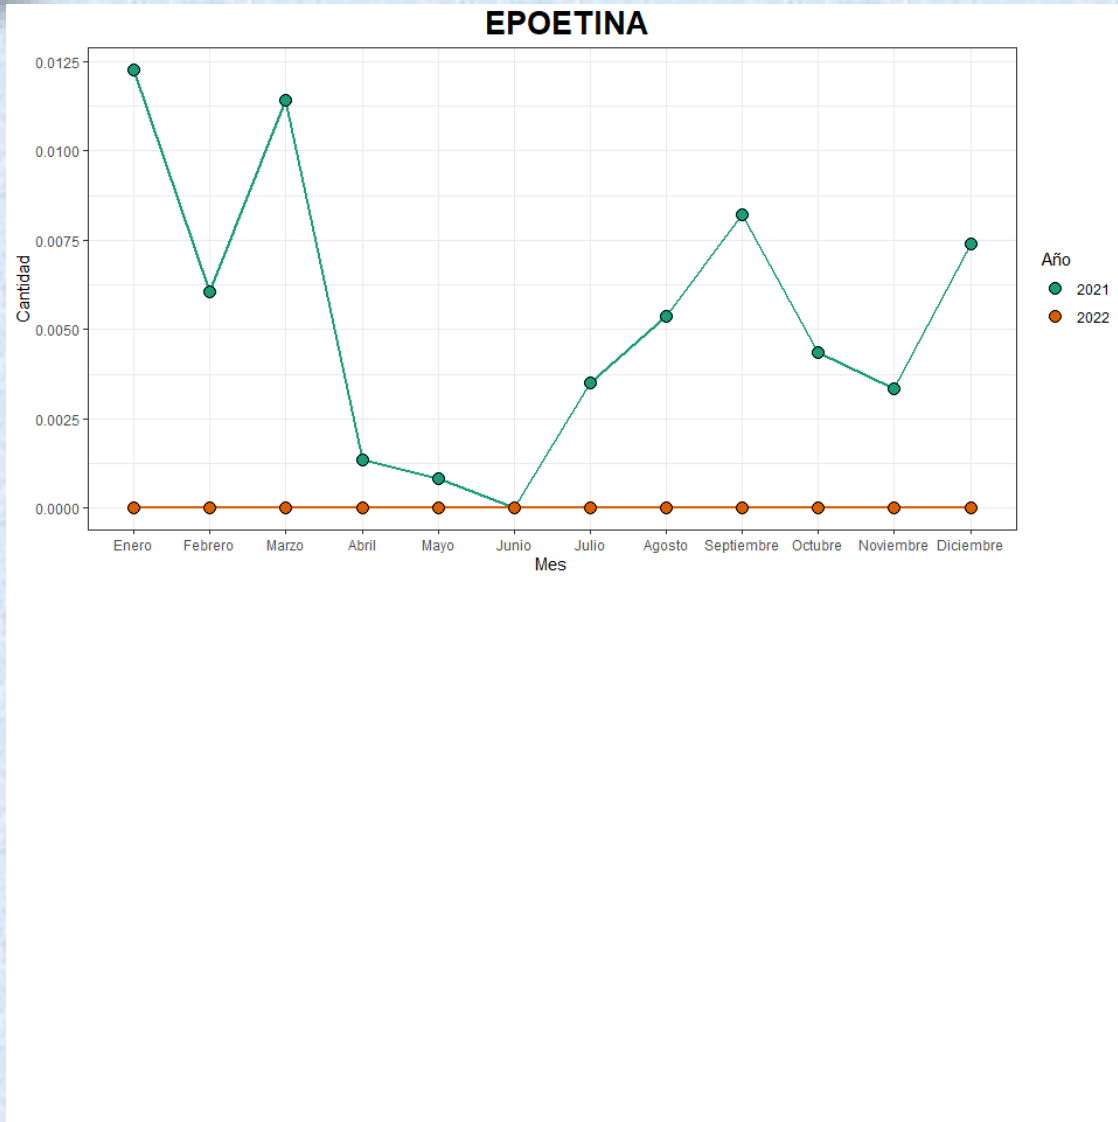 EPOETINA
0.0125
0.0100
0.0075
0.0050
0.0025
0.0000
Cantidad
Enero Febrero Marzo Abril Mayo Junio Julio Agosto Septiembre Octubre Noviembre Diciembre
Mes
Año
2021
2022